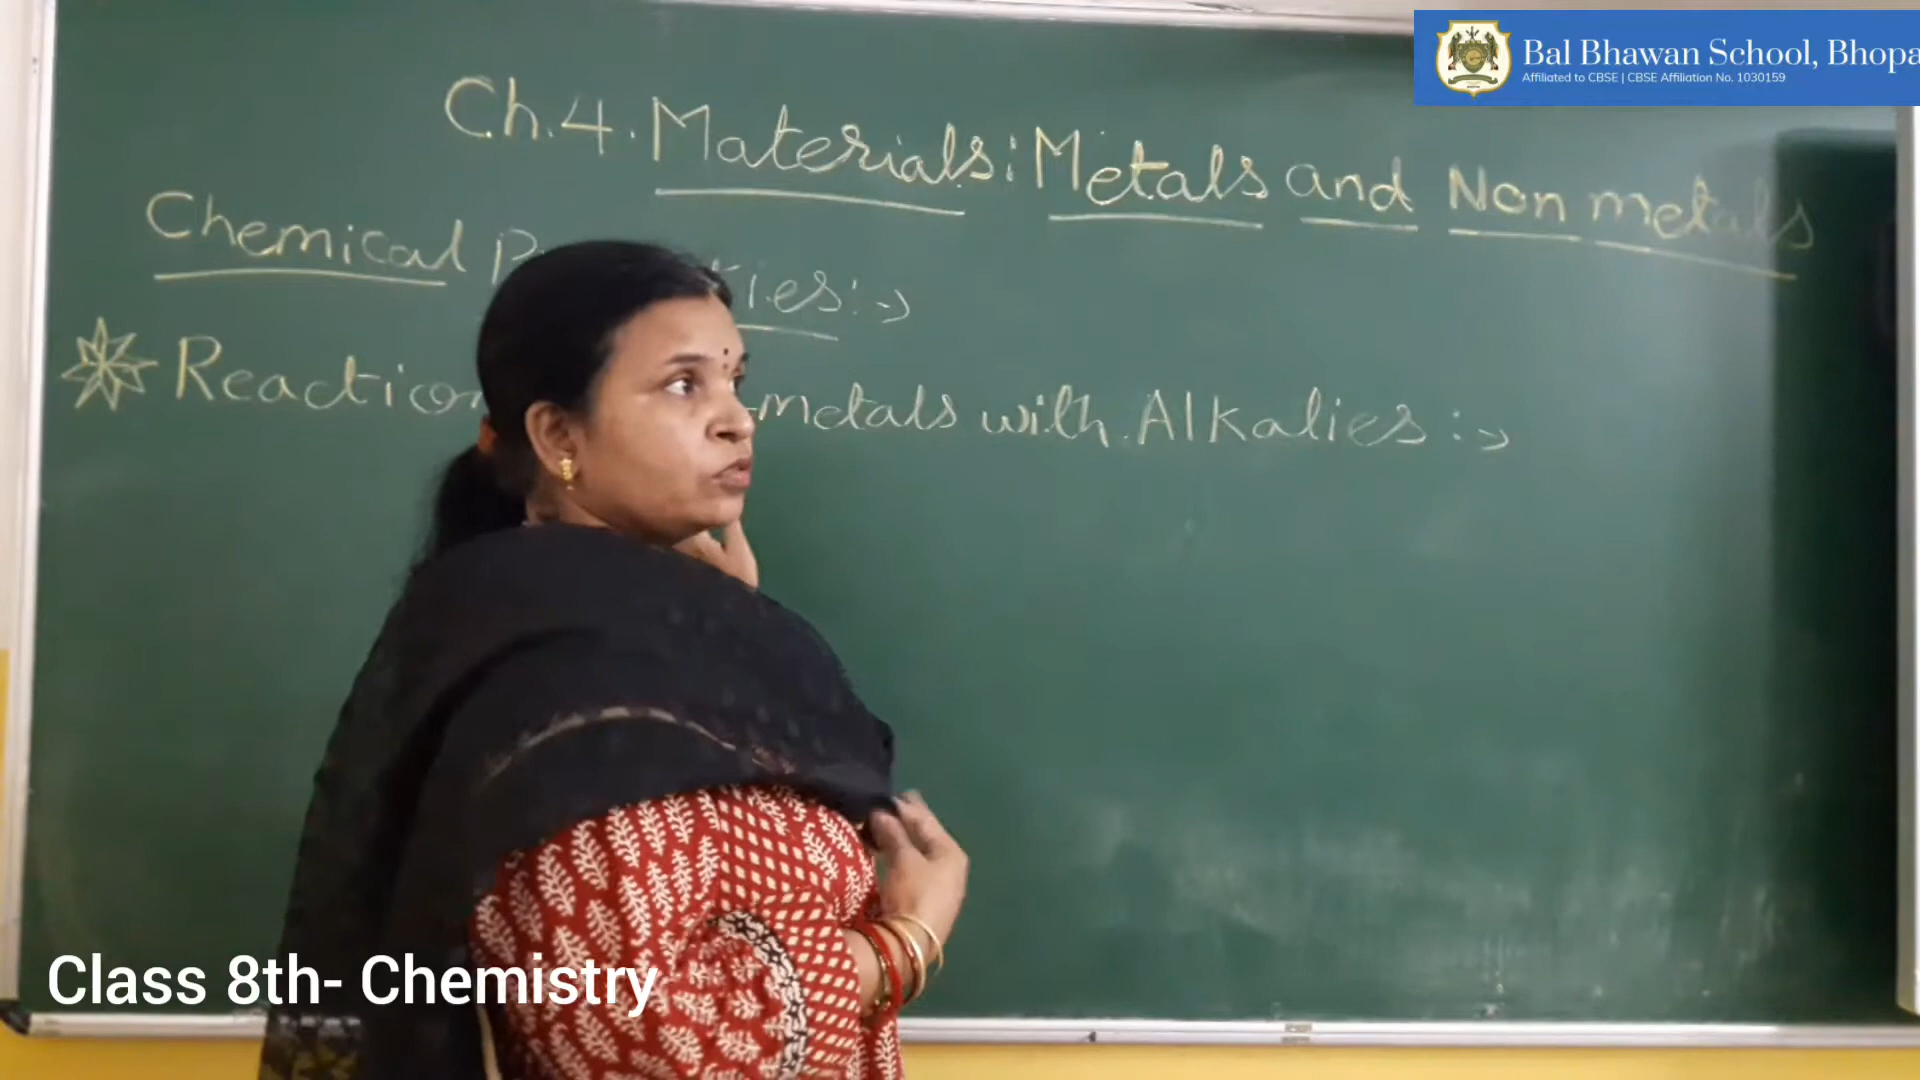 Bal Bhawan School, Bhopa
Affiliated to CBSE | CBSE Affiliation No. 1030159
Ch.4. Materials: Metals and Non metals
Chemical
Reaction metals with Alkalies :->
Class 8th- Chemistry